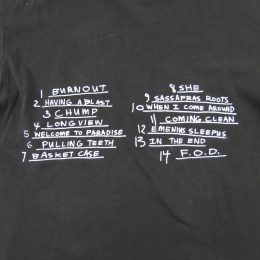 1 BURNOUT
2. HAVING A BLAST
3 CHUMP
4 LONGVIEW
5 WELCOME TO PARADISE
6 PULLING TEETH
7 BASKET CASE
8 SHE
9 SASSAFRAS ROOTS
10 WHEN I COME AROUND
11 COMING CLEAN
12 EMENIUS SLEEPUS
13 IN THE END
14 F.O.D.